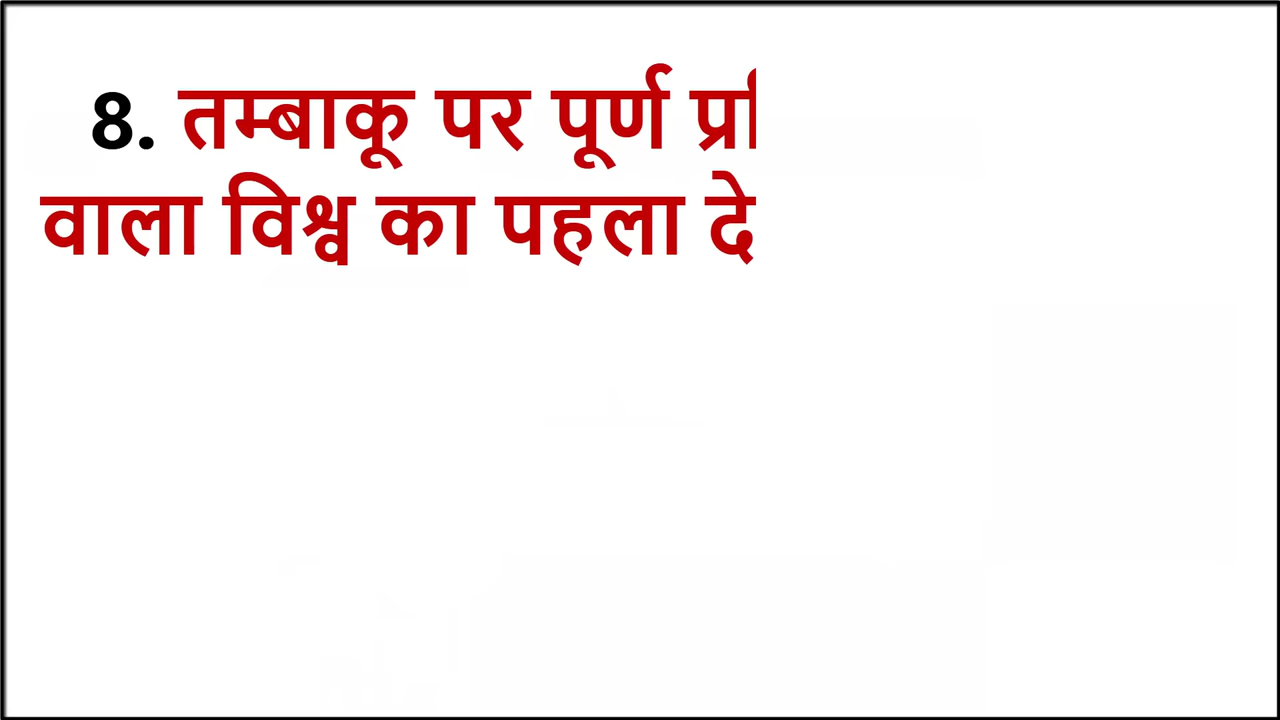 8. तम्बाकू पर पूर्ण
वाला विश्व का पहला दे